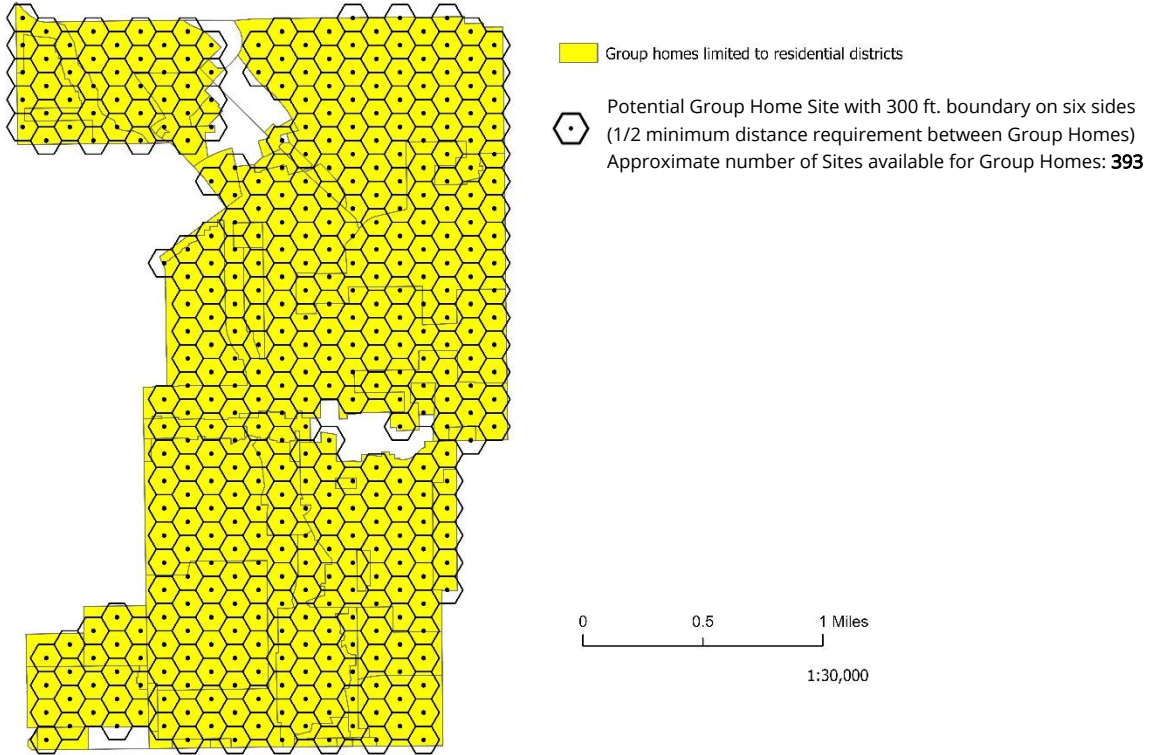 Group homes limited to residential districts
Potential Group Home Site with 300 ft. boundary on six sides
(1/2 minimum distance requirement between Group Homes)
Approximate number of Sites available for Group Homes: 393
0 0.5 1 Miles
1:30,000